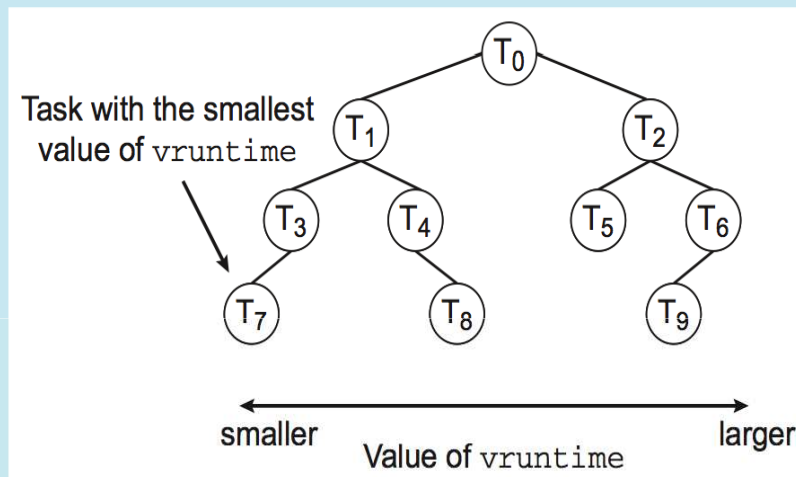 T0
Task with the smallest
value of vruntime
T1
T2
T3
T4
T5
T6
T7
T8
T9
smaller
larger
Value of vruntime